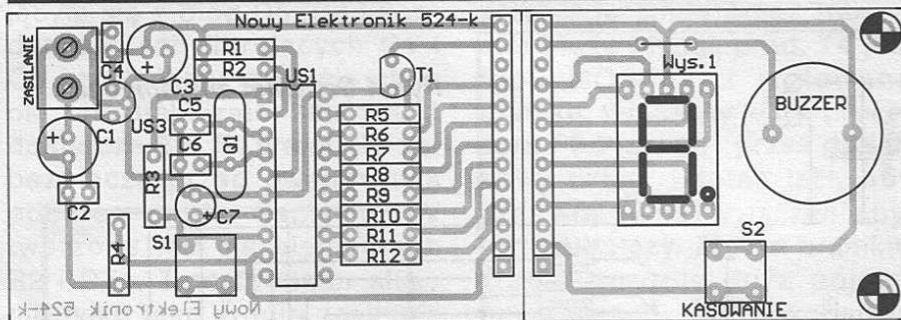 Nowy Elektronik 524-k
ZASILANIE
C4
C3
R1
R2
US1
T1
Wys.1
BUZZER
C1
US3
C5
C6
Q1
R3
C2
C7
R4
S1
R5
R6
R7
R8
R9
R10
R11
R12
S2
KASOWANIE
Nowy Elektronik 524-k